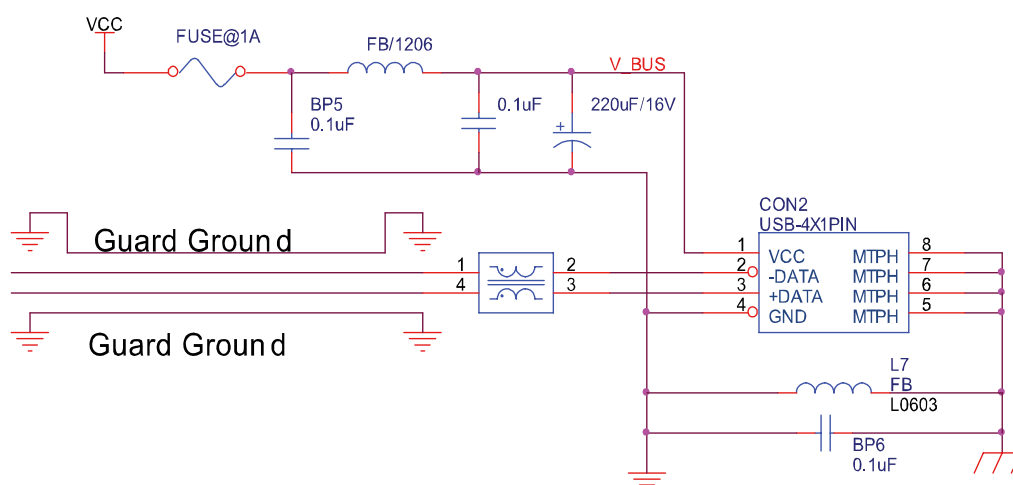 VCC
FUSE@1A
FB/1206
V_BUS
BP5
0.1uF
0.1uF
220uF/16V
CON2
USB-4X1PIN
Guard Ground
1 VCC MTPH 8
1 2 2 -DATA MTPH 7
4 3 3 +DATA MTPH 6
4 GND MTPH 5
Guard Ground
L7
FB
L0603
BP6
0.1uF